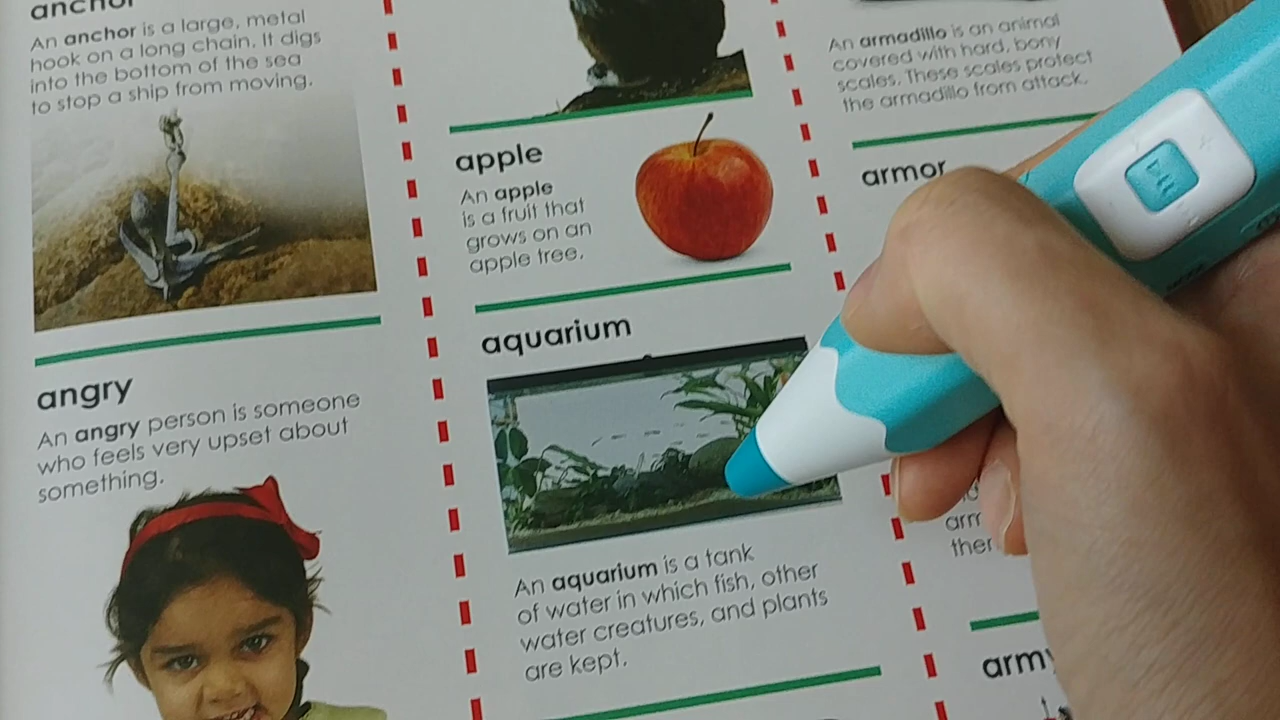 anchor
An anchor is a large, metal
hook on a long chain. It digs
into the bottom of the sea
to stop a ship from moving.
angry
An angry person is someone
who feels very upset about
something.
apple
An apple
is a fruit that
grows on an
apple tree.
aquarium
An aquarium is a tank
of water in which fish, other
water creatures, and plants
are kept.
An armadillo is an animal
covered with hard, bony
scales. These scales protect
the armadillo from attack.
armor
army